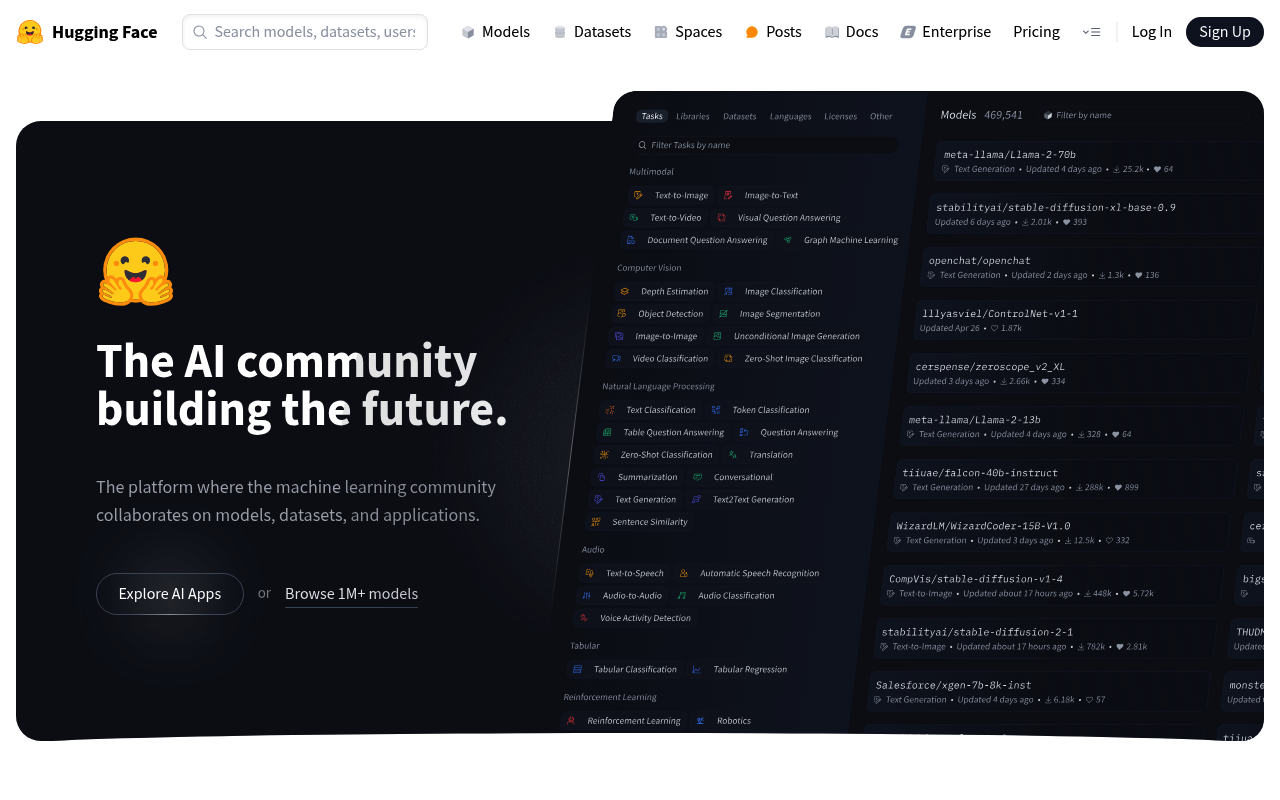 Hugging Face
Search models, datasets, users
Models
Datasets
Spaces
Posts
Docs
Enterprise
Pricing
Log In
Sign Up
The AI community
building the future.
The platform where the machine learning community
collaborates on models, datasets, and applications.
Explore AI Apps or Browse 1M+ models
Tasks Libraries Datasets Languages Licenses Other
Filter Tasks by name
Multimodal
Text-to-Image Image-to-Text
Text-to-Video Visual Question Answering
Document Question Answering Graph Machine Learning
Computer Vision
Depth Estimation Image Classification
Object Detection Image Segmentation
Image-to-Image Unconditional Image Generation
Video Classification Zero-Shot Image Classification
Natural Language Processing
Text Classification Token Classification
Table Question Answering Question Answering
Zero-Shot Classification Translation
Summarization Conversational
Text Generation Text2Text Generation
Sentence Similarity
Audio
Text-to-Speech Automatic Speech Recognition
Audio-to-Audio Audio Classification
Voice Activity Detection
Tabular
Tabular Classification Tabular Regression
Reinforcement Learning
Reinforcement Learning Robotics
Models 469,541 Filter by name
meta-llama/Llama-2-70b
Text Generation • Updated 4 days ago • 25.2k • 64
stabilityai/stable-diffusion-xl-base-0.9
Updated 6 days ago • 2.01k • 393
openchat/openchat
Text Generation • Updated 2 days ago • 1.3k • 136
lllyasviel/ControlNet-v1-1
Updated Apr 26 • 1.87k
cerspense/zeroscope_v2_XL
Updated 3 days ago • 2.66k • 334
meta-llama/Llama-2-13b
Text Generation • Updated 4 days ago • 328 • 64
tiiuae/falcon-40b-instruct
Text Generation • Updated 27 days ago • 288k • 899
WizardLM/WizardCoder-15B-V1.0
Text Generation • Updated 3 days ago • 12.5k • 332
CompVis/stable-diffusion-v1-4
Text-to-Image • Updated about 17 hours ago • 448k • 5.72k
stabilityai/stable-diffusion-2-1
Text-to-Image • Updated about 17 hours ago • 782k • 2.81k
Salesforce/xgen-7b-8k-inst
Text Generation • Updated 4 days ago • 6.18k • 57